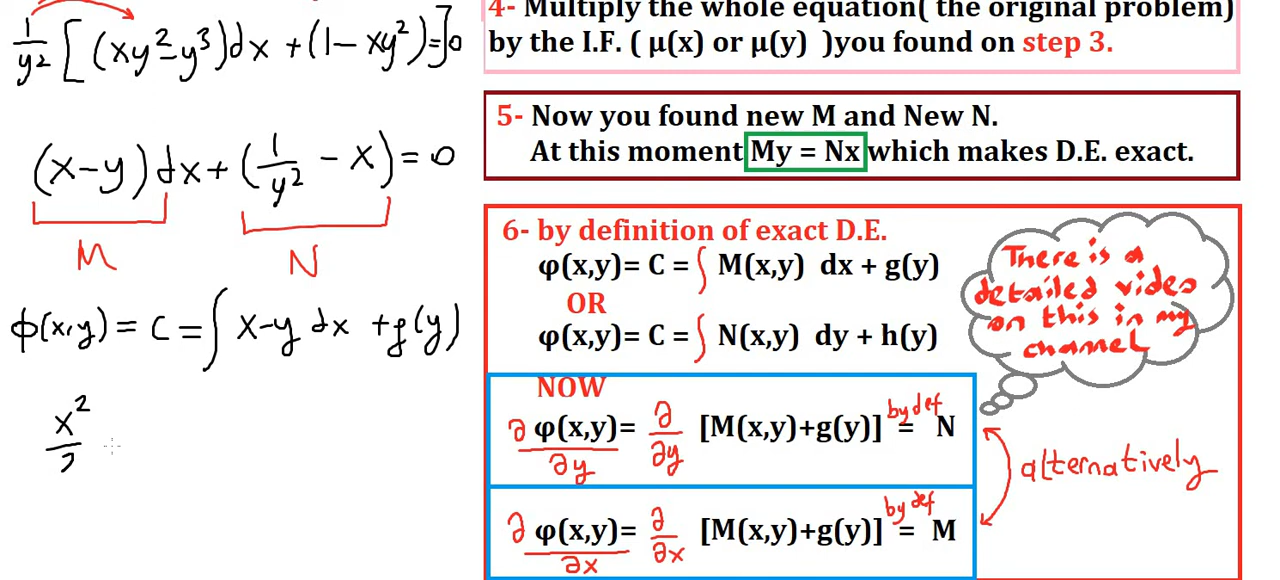 1/y² [(xy²-y³)dx + (1-xy²)=]0
(x-y)dx + (1/y² - x) = 0
M N
φ(x,y) = C = ∫ x-y dx + g(y)
x²/2
4- Multiply the whole equation( the original problem)
by the I.F. ( μ(x) or μ(y) )you found on step 3.
5- Now you found new M and New N.
At this moment My = Nx which makes D.E. exact.
6- by definition of exact D.E.
φ(x,y)= C = ∫ M(x,y) dx + g(y)
OR
φ(x,y)= C = ∫ N(x,y) dy + h(y)
There is a
detailed video
on this in my
channel
NOW
∂φ(x,y)/∂y = ∂/∂y [M(x,y)+g(y)] by def = N
∂φ(x,y)/∂x = ∂/∂x [M(x,y)+g(y)] by def = M
alternatively